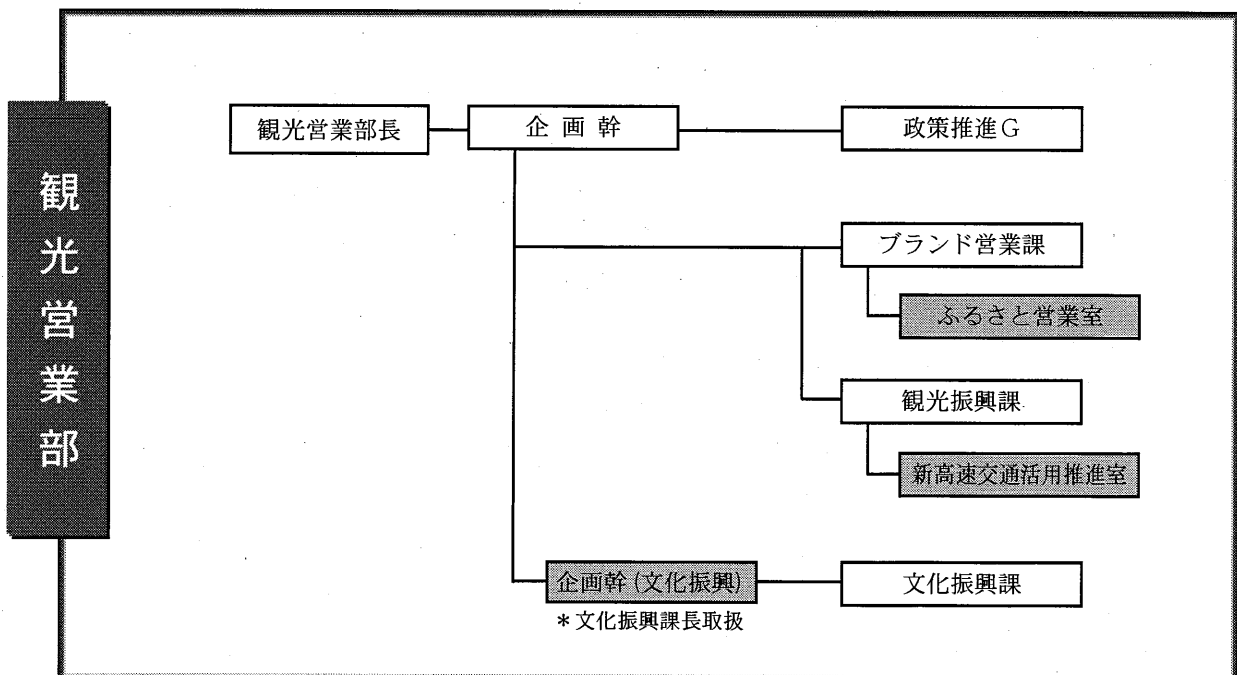 観光営業部
観光営業部長
企画幹
政策推進G
ブランド営業課
ふるさと営業室
観光振興課
新高速交通活用推進室
企画幹(文化振興)
文化振興課
*文化振興課長取扱